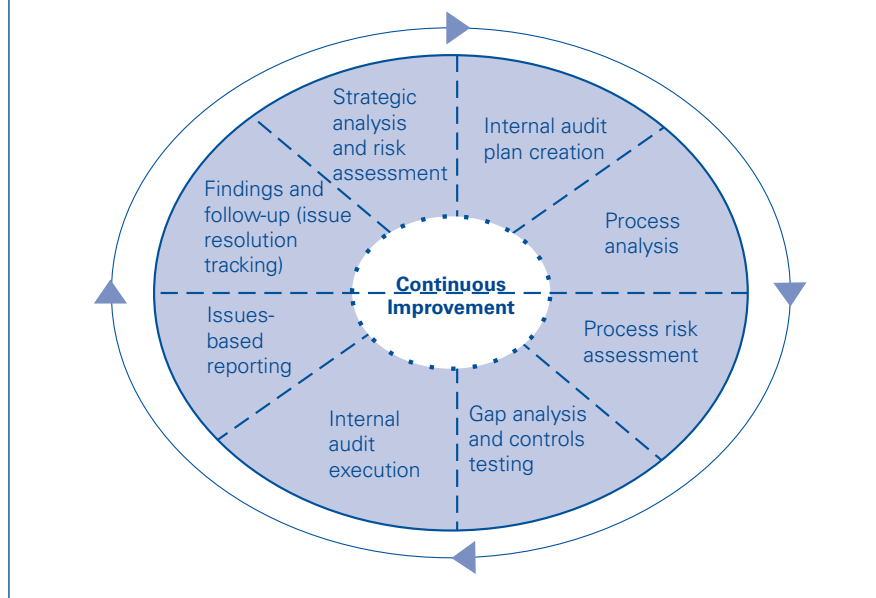 Strategic
analysis
and risk
assessment
Internal audit
plan creation
Process
analysis
Process risk
assessment
Gap analysis
and controls
testing
Internal
audit
execution
Issues-
based
reporting
Findings and
follow-up (issue
resolution
tracking)
Continuous
Improvement